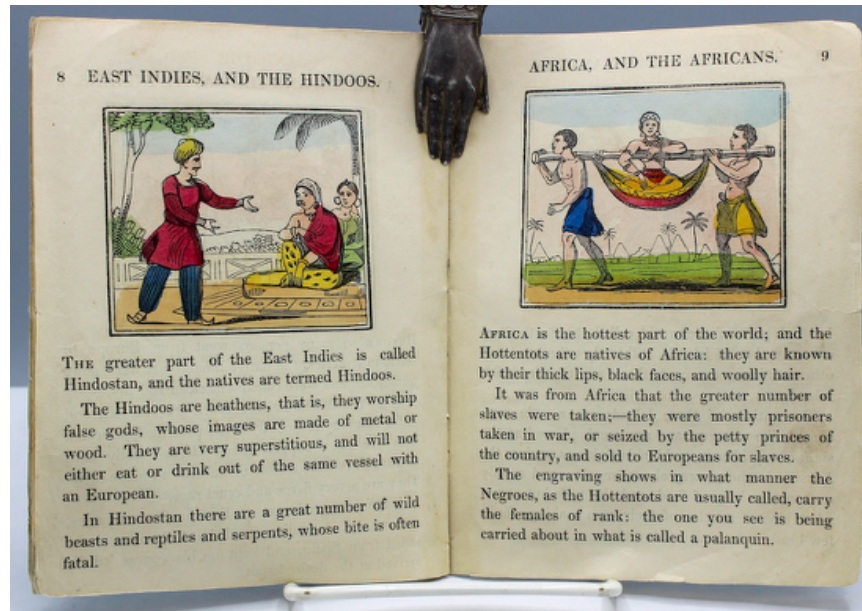 8 EAST INDIES, AND THE HINDOOS.
THE greater part of the East Indies is called
Hindostan, and the natives are termed Hindoos.
The Hindoos are heathens, that is, they worship
false gods, whose images are made of metal or
wood. They are very superstitious, and will not
either eat or drink out of the same vessel with
an European.
In Hindostan there are a great number of wild
beasts and reptiles and serpents, whose bite is often
fatal.
AFRICA, AND THE AFRICANS. 9
AFRICA is the hottest part of the world; and the
Hottentots are natives of Africa: they are known
by their thick lips, black faces, and woolly hair.
It was from Africa that the greater number of
slaves were taken;—they were mostly prisoners
taken in war, or seized by the petty princes of
the country, and sold to Europeans for slaves.
The engraving shows in what manner the
Negroes, as the Hottentots are usually called, carry
the females of rank: the one you see is being
carried about in what is called a palanquin.